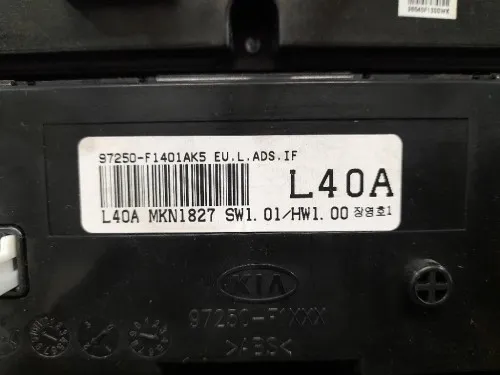 97250-F1401AK5 EU.L.ADS.IF
L40A
L40A MKN1827 SW1.01/HW1.00 장영호1
KIA
97250-F1XXX
>ABS<